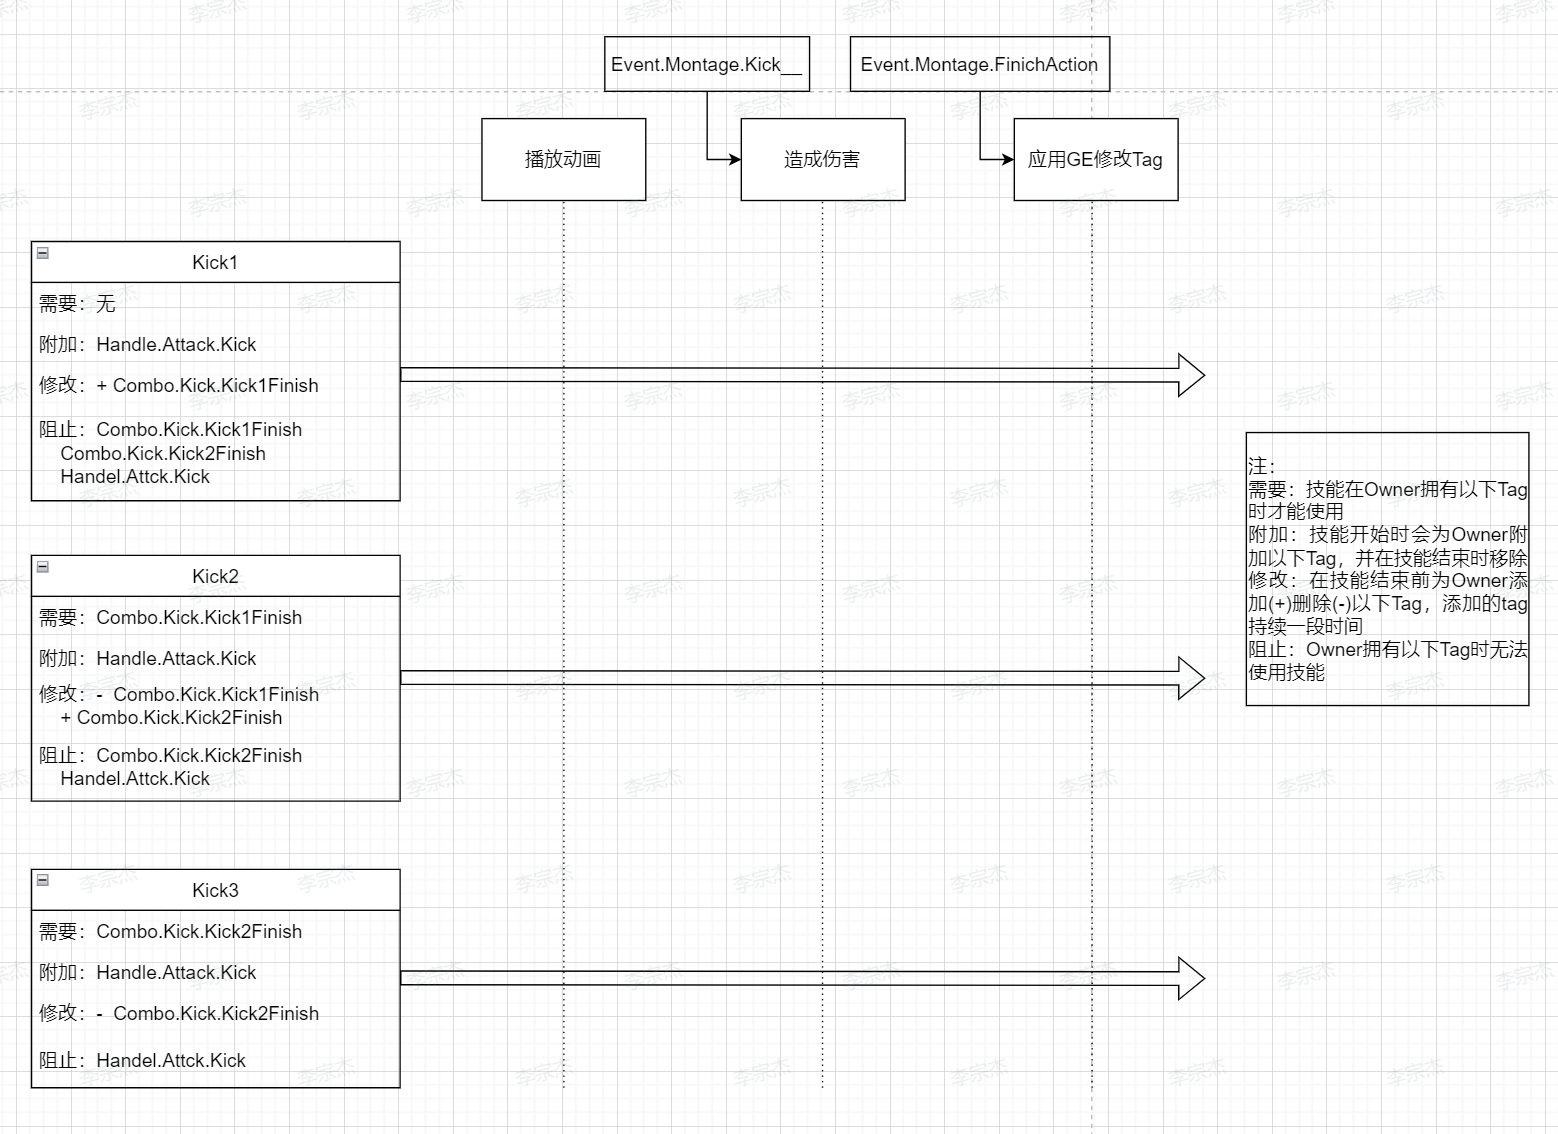 Event.Montage.Kick__
Event.Montage.FinichAction
播放动画
造成伤害
应用GE修改Tag
Kick1
需要：无
附加：Handle.Attack.Kick
修改：+ Combo.Kick.Kick1Finish
阻止：Combo.Kick.Kick1Finish
Combo.Kick.Kick2Finish
Handel.Attck.Kick
Kick2
需要：Combo.Kick.Kick1Finish
附加：Handle.Attack.Kick
修改：- Combo.Kick.Kick1Finish
+ Combo.Kick.Kick2Finish
阻止：Combo.Kick.Kick2Finish
Handel.Attck.Kick
Kick3
需要：Combo.Kick.Kick2Finish
附加：Handle.Attack.Kick
修改：- Combo.Kick.Kick2Finish
阻止：Handel.Attck.Kick
注：
需要：技能在Owner拥有以下Tag
时才能使用
附加：技能开始时会为Owner附
加以下Tag，并在技能结束时移除
修改：在技能结束前为Owner添
加(+)删除(-)以下Tag，添加的tag
持续一段时间
阻止：Owner拥有以下Tag时无法
使用技能
李宗杰